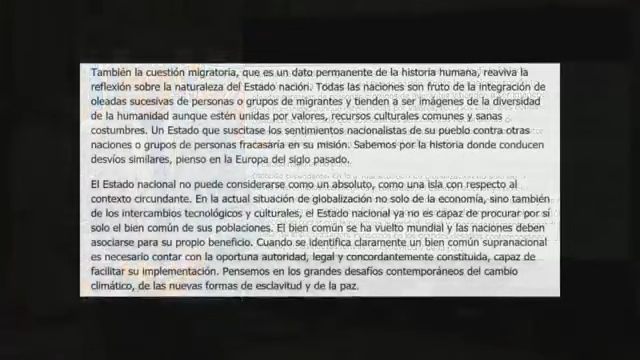 También la cuestión migratoria, que es un dato permanente de la historia humana, reaviva la
reflexión sobre la naturaleza del Estado nación. Todas las naciones son fruto de la integración de
oleadas sucesivas de personas o grupos de migrantes y tienden a ser imágenes de la diversidad
de la humanidad aunque estén unidas por valores, recursos culturales comunes y sanas
costumbres. Un Estado que suscitase los sentimientos nacionalistas de su pueblo contra otras
naciones o grupos de personas fracasaría en su misión. Sabemos por la historia donde conducen
desvíos similares, pienso en la Europa del siglo pasado.
El Estado nacional no puede considerarse como un absoluto, como una isla con respecto al
contexto circundante. En la actual situación de globalización no solo de la economía, sino también
de los intercambios tecnológicos y culturales, el Estado nacional ya no es capaz de procurar por sí
solo el bien común de sus poblaciones. El bien común se ha vuelto mundial y las naciones deben
asociarse para su propio beneficio. Cuando se identifica claramente un bien común supranacional
es necesario contar con la oportuna autoridad, legal y concordantemente constituida, capaz de
facilitar su implementación. Pensemos en los grandes desafíos contemporáneos del cambio
climático, de las nuevas formas de esclavitud y de la paz.